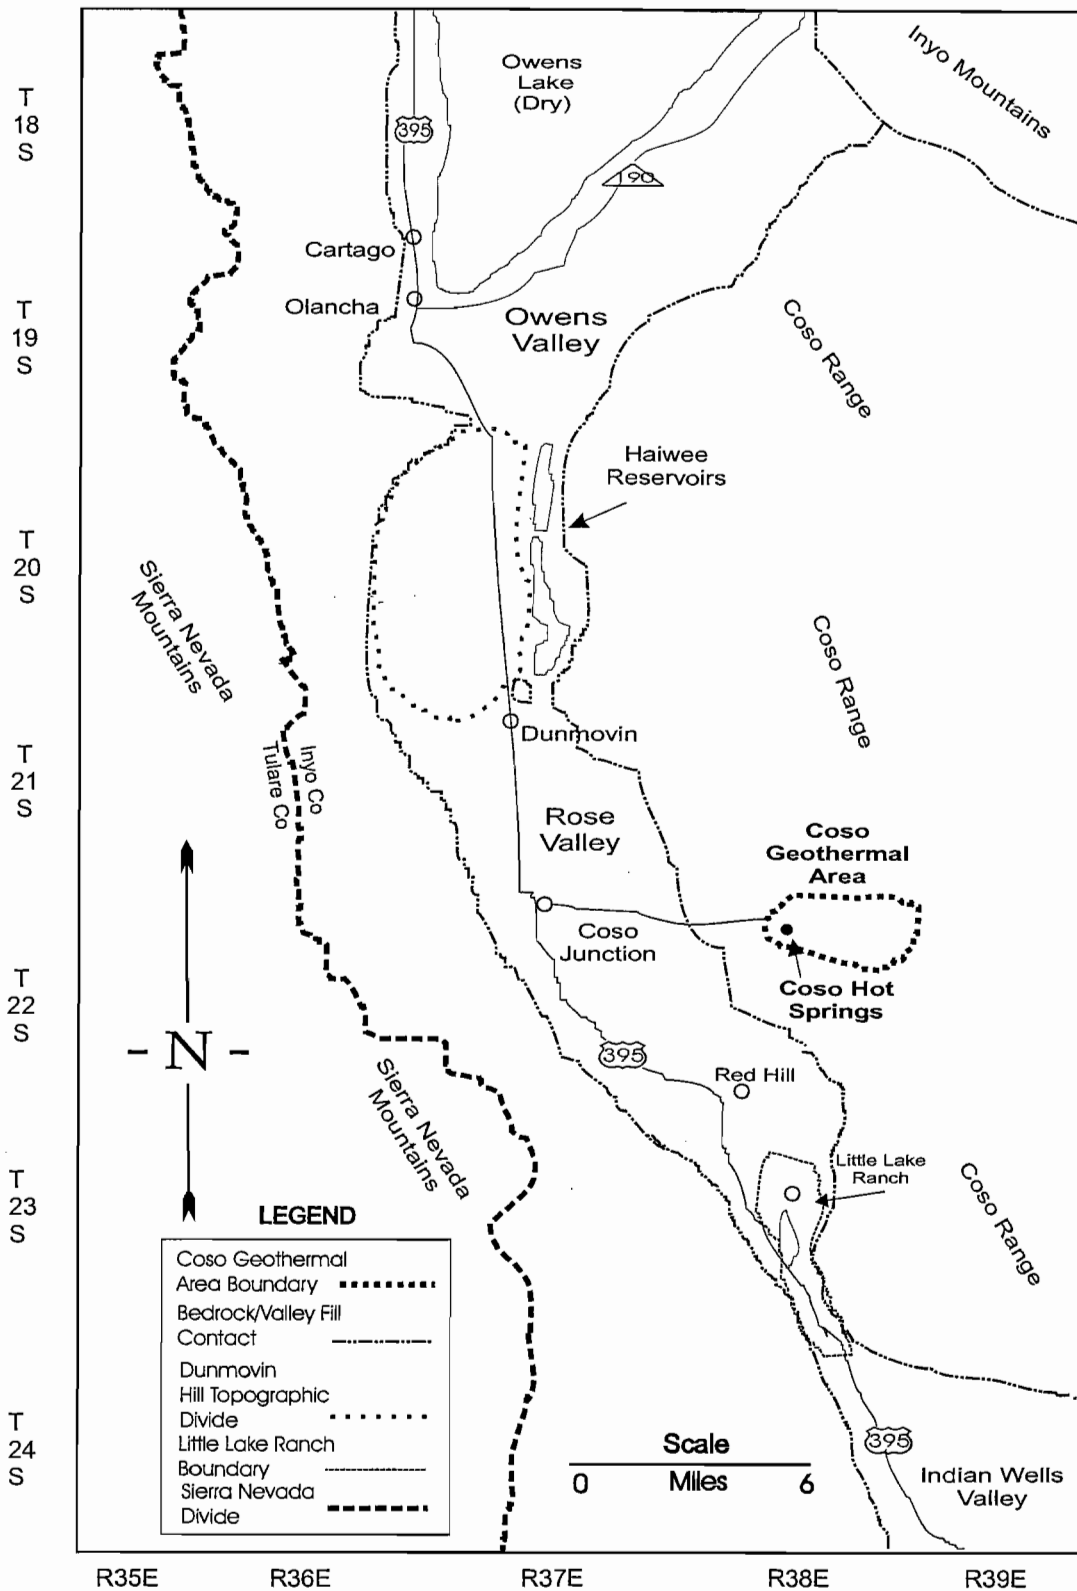 Inyo Mountains
Owens
Lake
(Dry)
T
18
S
395
190
Cartago
Olancha
Owens
Valley
T
19
S
Coso Range
Haiwee
Reservoirs
T
20
S
Sierra Nevada
Mountains
Coso Range
Dunmovin
Inyo Co
Tulare Co
T
21
S
Rose
Valley
Coso
Geothermal
Area
Coso
Junction
Coso Hot
Springs
T
22
S
N
395
Sierra Nevada
Mountains
Red Hill
Little Lake
Ranch
T
23
S
Coso Range
LEGEND
Coso Geothermal
Area Boundary
Bedrock/Valley Fill
Contact
Dunmovin
Hill Topographic
Divide
Little Lake Ranch
Boundary
Sierra Nevada
Divide
T
24
S
Scale
0 Miles 6
395
Indian Wells
Valley
R35E R36E R37E R38E R39E